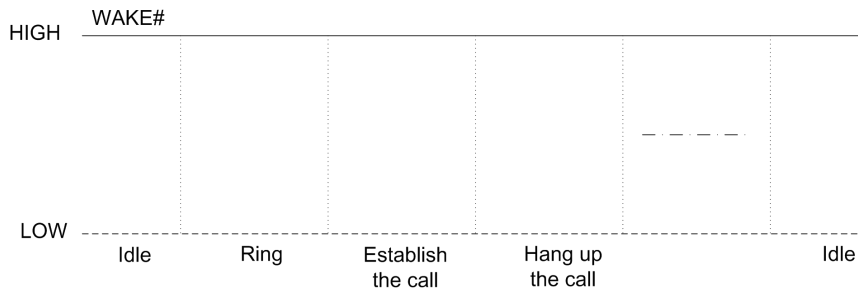 WAKE#
HIGH
LOW
Idle
Ring
Establish
the call
Hang up
the call
Idle